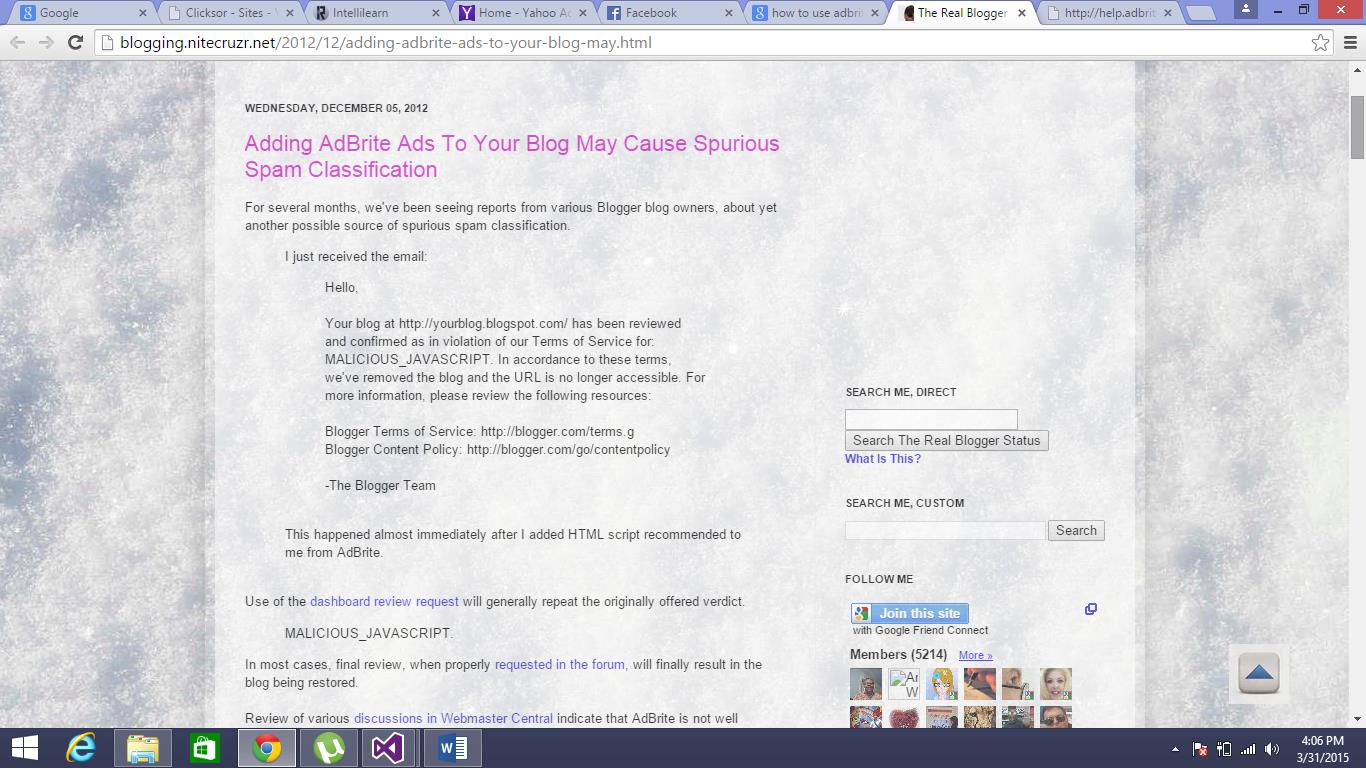 Google
Clicksor - Sites -
Intellilearn
Home - Yahoo Ac
Facebook
how to use adbrit
The Real Blogger
http://help.adbrit
blogging.nitecruzr.net/2012/12/adding-adbrite-ads-to-your-blog-may.html
WEDNESDAY, DECEMBER 05, 2012
Adding AdBrite Ads To Your Blog May Cause Spurious
Spam Classification
For several months, we've been seeing reports from various Blogger blog owners, about yet
another possible source of spurious spam classification.
I just received the email:
Hello,
Your blog at http://yourblog.blogspot.com/ has been reviewed
and confirmed as in violation of our Terms of Service for:
MALICIOUS_JAVASCRIPT. In accordance to these terms,
we've removed the blog and the URL is no longer accessible. For
more information, please review the following resources:
Blogger Terms of Service: http://blogger.com/terms.g
Blogger Content Policy: http://blogger.com/go/contentpolicy
-The Blogger Team
This happened almost immediately after I added HTML script recommended to
me from AdBrite.
Use of the dashboard review request will generally repeat the originally offered verdict.
MALICIOUS_JAVASCRIPT.
In most cases, final review, when properly requested in the forum, will finally result in the
blog being restored.
Review of various discussions in Webmaster Central indicate that AdBrite is not well
SEARCH ME, DIRECT
Search The Real Blogger Status
What Is This?
SEARCH ME, CUSTOM
Search
FOLLOW ME
Join this site
with Google Friend Connect
Members (5214) More »
4:06 PM
3/31/2015